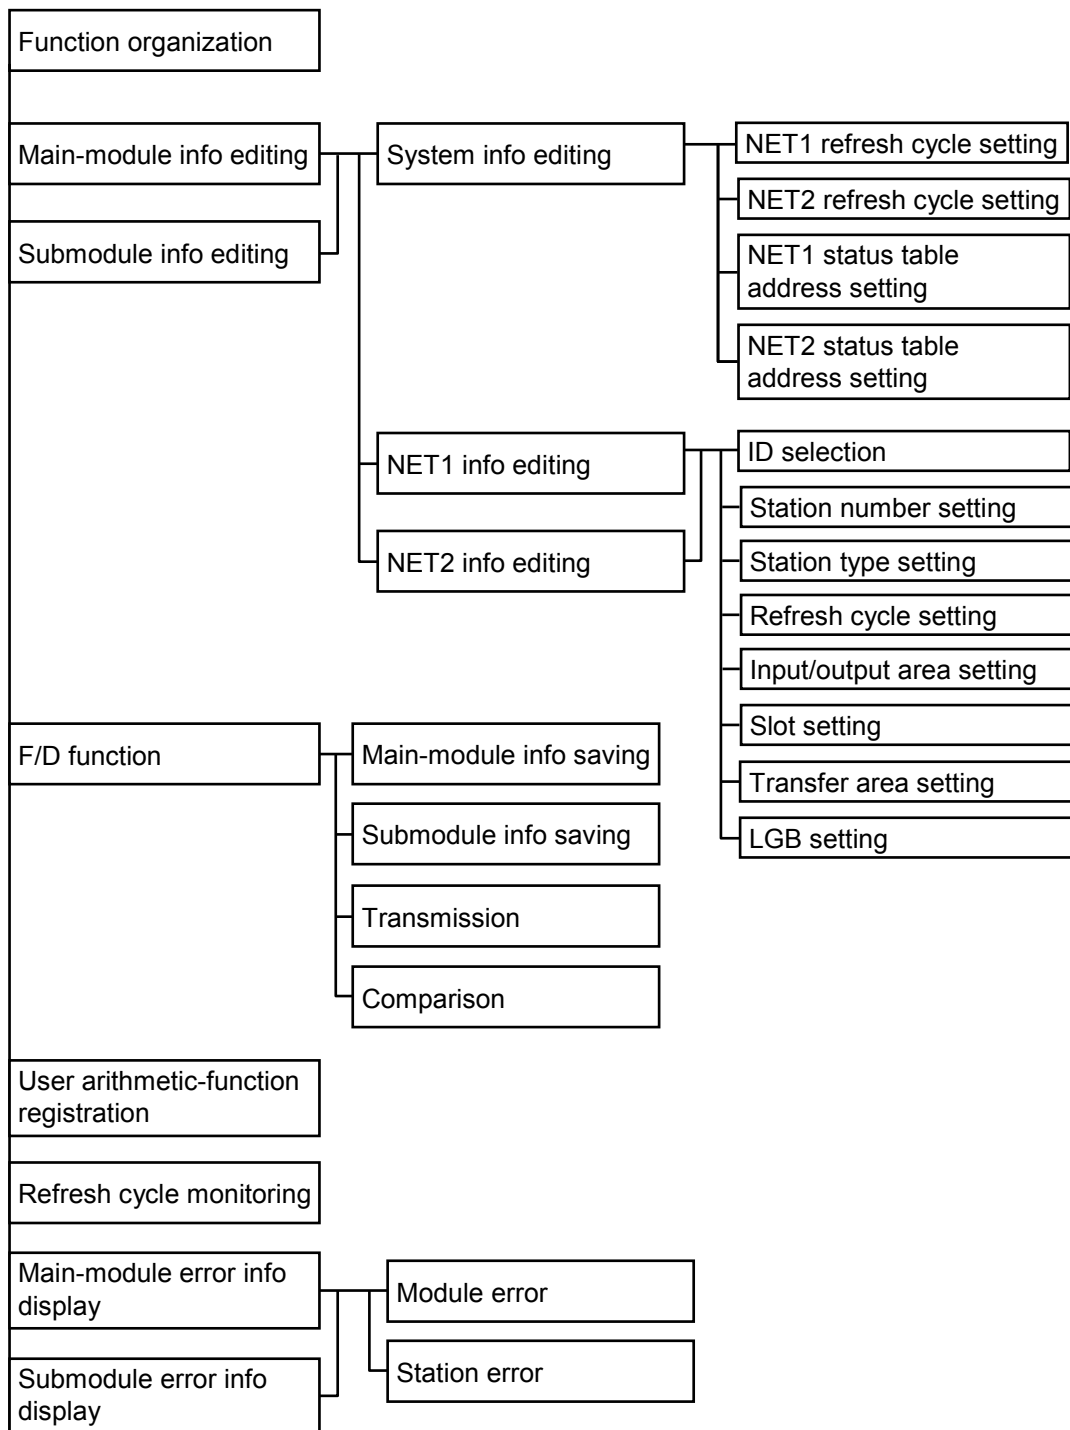 Function organization
Main-module info editing
System info editing
NET1 refresh cycle setting
NET2 refresh cycle setting
Submodule info editing
NET1 status table
address setting
NET2 status table
address setting
NET1 info editing
ID selection
Station number setting
NET2 info editing
Station type setting
Refresh cycle setting
Input/output area setting
Slot setting
Transfer area setting
LGB setting
F/D function
Main-module info saving
Submodule info saving
Transmission
Comparison
User arithmetic-function
registration
Refresh cycle monitoring
Main-module error info
display
Module error
Station error
Submodule error info
display